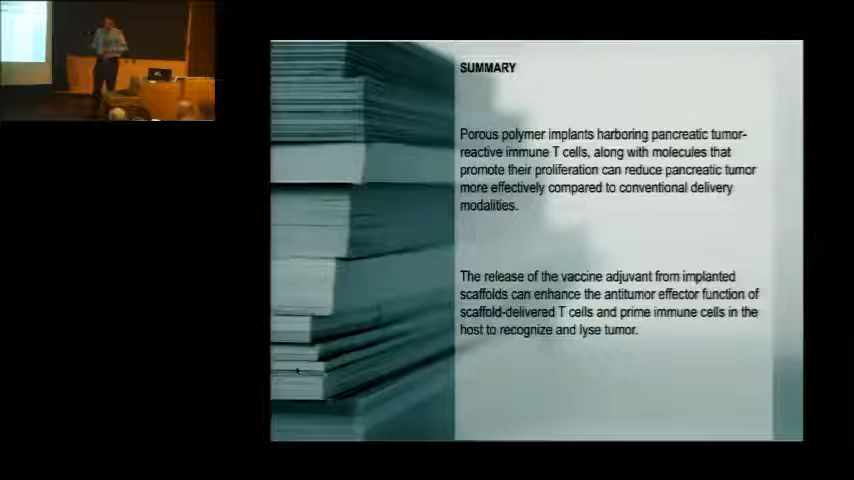 SUMMARY
Porous polymer implants harboring pancreatic tumor-
reactive immune T cells, along with molecules that
promote their proliferation can reduce pancreatic tumor
more effectively compared to conventional delivery
modalities.
The release of the vaccine adjuvant from implanted
scaffolds can enhance the antitumor effector function of
scaffold-delivered T cells and prime immune cells in the
host to recognize and lyse tumor.